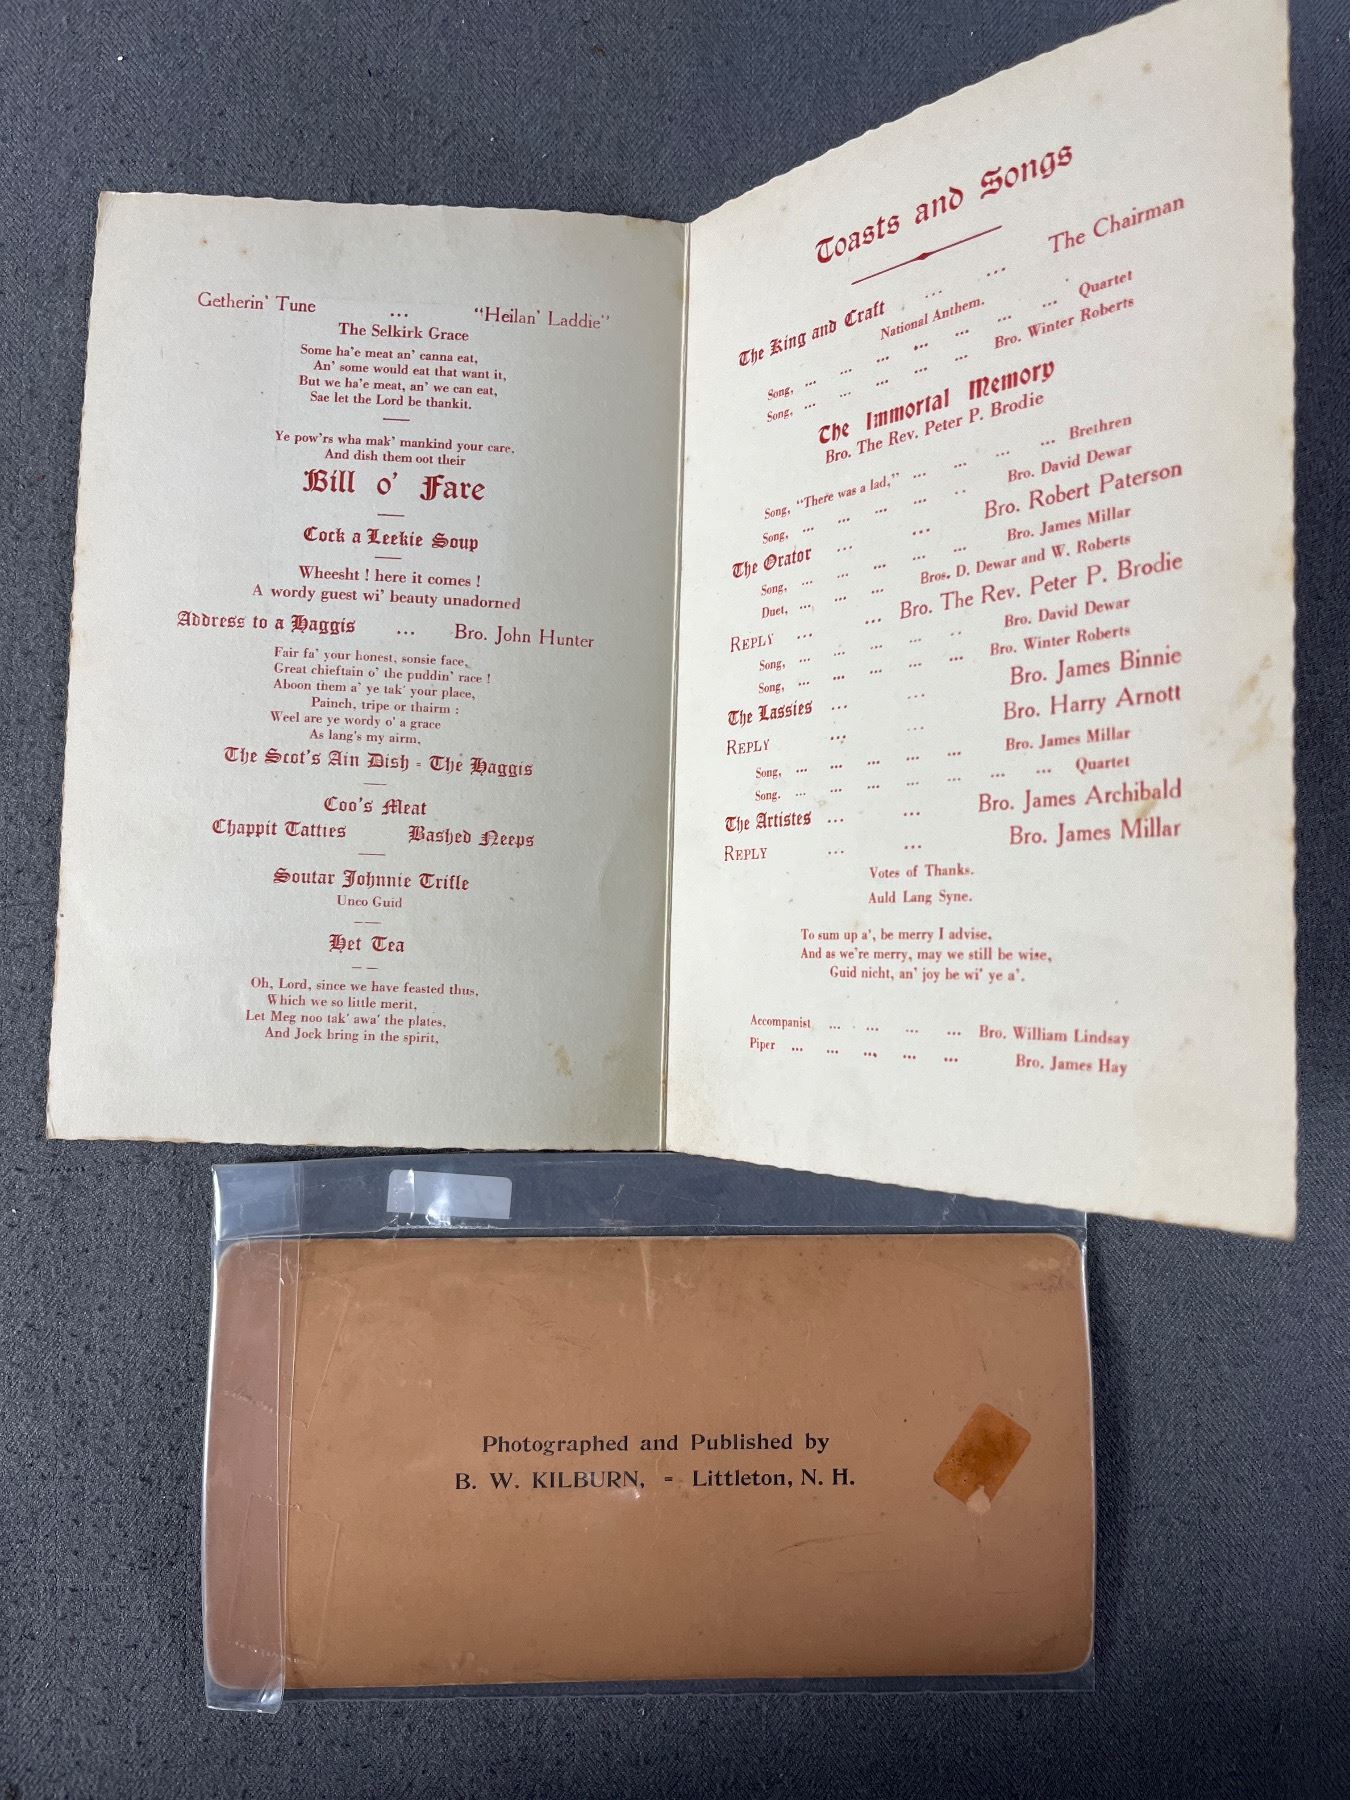 Getherin' Tune ... "Heilan' Laddie"
The Selkirk Grace
Some ha'e meat an' canna eat,
An' some would eat that want it,
But we ha'e meat, an' we can eat,
Sae let the Lord be thankit.
Ye pow'rs wha mak' mankind your care,
And dish them oot their
Bill o' Fare
Cock a Leekie Soup
Wheesht ! here it comes !
A wordy guest wi' beauty unadorned
Address to a Haggis ... Bro. John Hunter
Fair fa' your honest, sonsie face,
Great chieftain o' the puddin' race !
Aboon them a' ye tak' your place,
Painch, tripe or thairm :
Weel are ye wordy o' a grace
As lang's my airm,
The Scot's Ain Dish - The Haggis
Coo's Meat
Chappit Tatties Bashed Neeps
Soutar Johnnie Trifle
Unco Guid
Het Tea
Oh, Lord, since we have feasted thus,
Which we so little merit,
Let Meg noo tak' awa' the plates,
And Jock bring in the spirit,
Toasts and Songs
The King and Craft ... ... The Chairman
National Anthem.
Song, ... ... ... ... ... ... ... Quartet
Song, ... ... ... ... ... Bro. Winter Roberts
The Immortal Memory
Bro. The Rev. Peter P. Brodie
Song, "There was a lad," ... ... ... ... Brethren
Song, ... ... ... ... .. Bro. David Dewar
The Orator ... ... Bro. Robert Paterson
Song, ... ... ... ... ... Bro. James Millar
Duet, ... ... ... Bros. D. Dewar and W. Roberts
REPLY ... ... Bro. The Rev. Peter P. Brodie
Song, ... ... ... ... .. Bro. David Dewar
Song, ... ... ... ... ... Bro. Winter Roberts
The Lassies ... ... Bro. James Binnie
REPLY ... ... Bro. Harry Arnott
Song, ... ... ... ... ... Bro. James Millar
Song. ... ... ... ... ... ... ... Quartet
The Artistes ... ... Bro. James Archibald
REPLY ... ... Bro. James Millar
Votes of Thanks.
Auld Lang Syne.
To sum up a', be merry I advise,
And as we're merry, may we still be wise,
Guid nicht, an' joy be wi' ye a'.
Accompanist ... ... ... ... Bro. William Lindsay
Piper ... ... ... ... ... Bro. James Hay
Photographed and Published by
B. W. KILBURN, - Littleton, N. H.